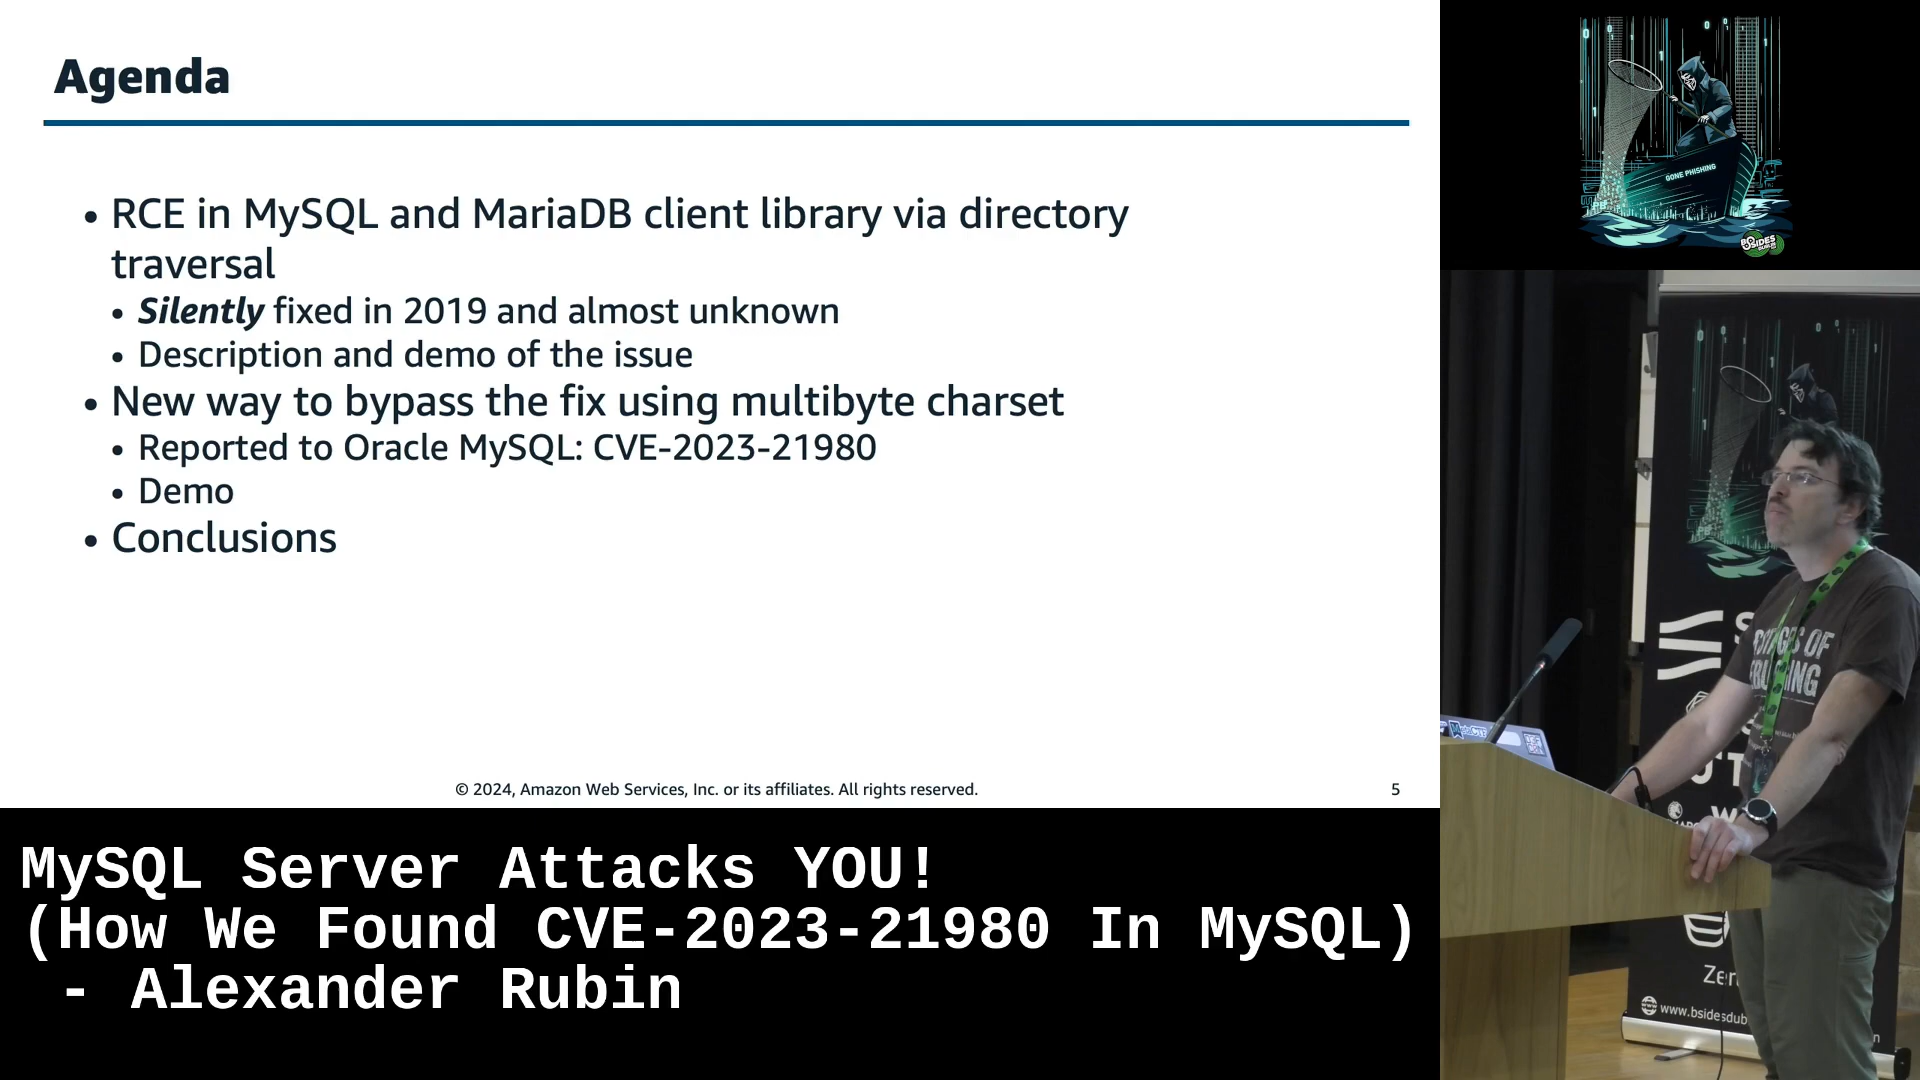 Agenda
• RCE in MySQL and MariaDB client library via directory
traversal
• Silently fixed in 2019 and almost unknown
• Description and demo of the issue
• New way to bypass the fix using multibyte charset
• Reported to Oracle MySQL: CVE-2023-21980
• Demo
• Conclusions
© 2024, Amazon Web Services, Inc. or its affiliates. All rights reserved.
5
MySQL Server Attacks YOU!
(How We Found CVE-2023-21980 In MySQL)
- Alexander Rubin
GONE PHISHING
BSIDES
OF
Zer
www.bsidesdub